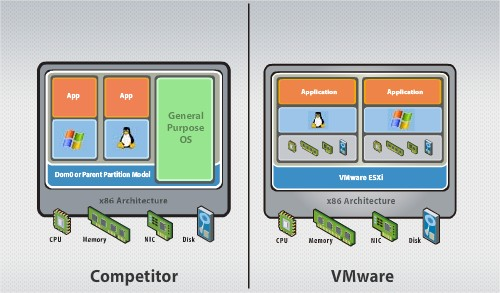 App
App
General
Purpose
OS
Dom0 or Parent Partition Model
x86 Architecture
CPU
Memory
NIC
Disk
Competitor
Application
Application
VMware ESXi
x86 Architecture
CPU
Memory
NIC
Disk
VMware